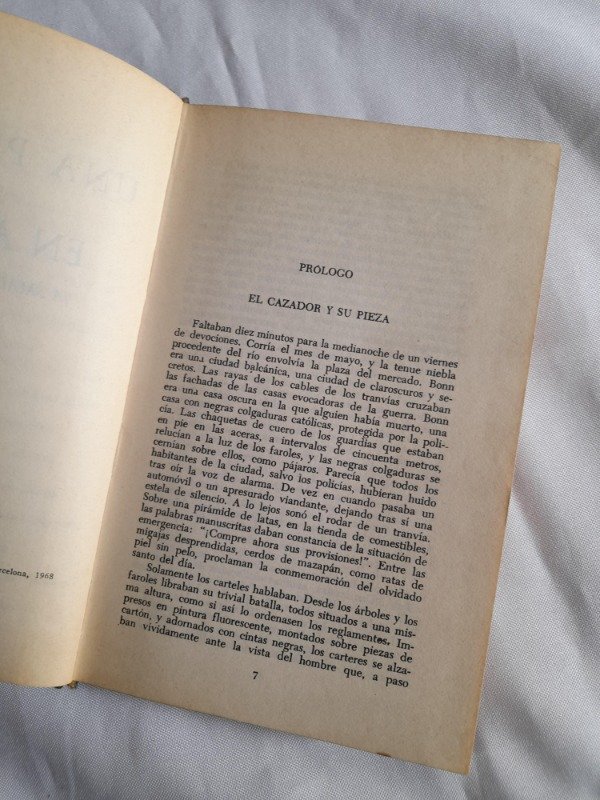 arcelona, 1968
PRÓLOGO
EL CAZADOR Y SU PIEZA
Faltaban diez minutos para la medianoche de un viernes
de devociones. Corría el mes de mayo, y la tenue niebla
procedente del río envolvía la plaza del mercado. Bonn
era una ciudad balcánica, una ciudad de claroscuros y se-
cretos. Las rayas de los cables de los tranvías cruzaban
las fachadas de las casas evocadoras de la guerra. Bonn
era una casa oscura en la que alguien había muerto, una
casa con negras colgaduras católicas, protegida por la poli-
cía. Las chaquetas de cuero de los guardias que estaban
en pie en las aceras, a intervalos de cincuenta metros,
relucían a la luz de los faroles, y las negras colgaduras se
cernían sobre ellos, como pájaros. Parecía que todos los
habitantes de la ciudad, salvo los policías, hubieran huido
tras oír la voz de alarma. De vez en cuando pasaba un
automóvil o un apresurado viandante, dejando tras sí una
estela de silencio. A lo lejos sonó el rodar de un tranvía.
Sobre una pirámide de latas, en la tienda de comestibles,
las palabras manuscritas daban constancia de la situación de
emergencia: "¡Compre ahora sus provisiones!". Entre las
migajas desprendidas, cerdos de mazapán, como ratas de
piel sin pelo, proclaman la conmemoración del olvidado
santo del día.
Solamente los carteles hablaban. Desde los árboles y los
faroles libraban su trivial batalla, todos situados a una mis-
ma altura, como si así lo ordenasen los reglamentos. Im-
presos en pintura fluorescente, montados sobre piezas de
cartón, y adornados con cintas negras, los carteres se alza-
ban vividamente ante la vista del hombre que, a paso
7